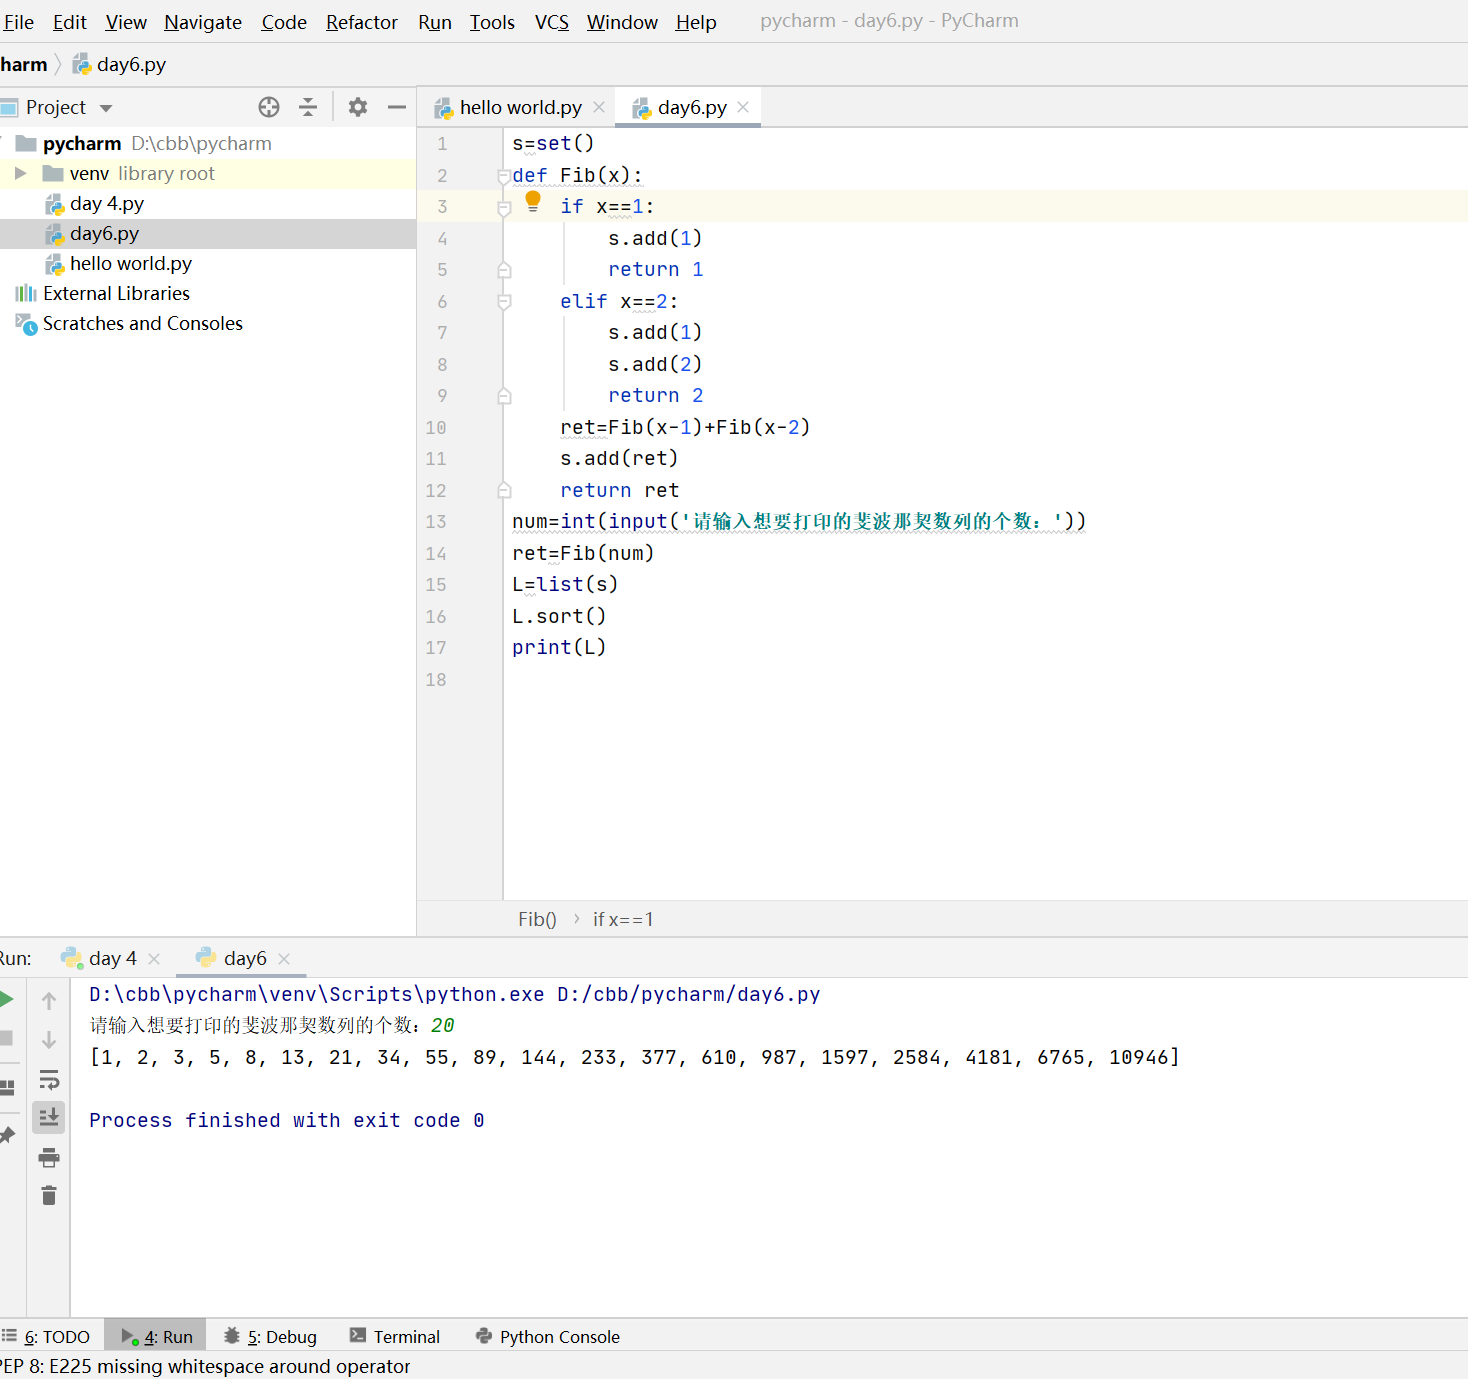 File Edit View Navigate Code Refactor Run Tools VCS Window Help pycharm - day6.py - PyCharm
harm day6.py
Project
hello world.py day6.py
pycharm D:\cbb\pycharm
venv library root
day 4.py
day6.py
hello world.py
External Libraries
Scratches and Consoles
1 s=set()
2 def Fib(x):
3 if x==1:
4 s.add(1)
5 return 1
6 elif x==2:
7 s.add(1)
8 s.add(2)
9 return 2
10 ret=Fib(x-1)+Fib(x-2)
11 s.add(ret)
12 return ret
13 num=int(input('请输入想要打印的斐波那契数列的个数：'))
14 ret=Fib(num)
15 L=list(s)
16 L.sort()
17 print(L)
18
Fib() › if x==1
Run: day 4 day6
D:\cbb\pycharm\venv\Scripts\python.exe D:/cbb/pycharm/day6.py
请输入想要打印的斐波那契数列的个数：20
[1, 2, 3, 5, 8, 13, 21, 34, 55, 89, 144, 233, 377, 610, 987, 1597, 2584, 4181, 6765, 10946]
Process finished with exit code 0
6: TODO 4: Run 5: Debug Terminal Python Console
PEP 8: E225 missing whitespace around operator